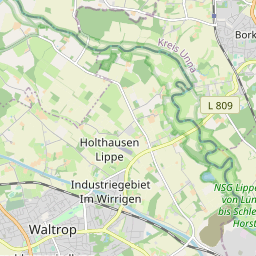 Bork
Kreis Unna
L 809
Holthausen
Lippe
Industriegebiet
Im Wirrigen
NSG Lippe
von Lün
bis Schle
Horst
Waltrop